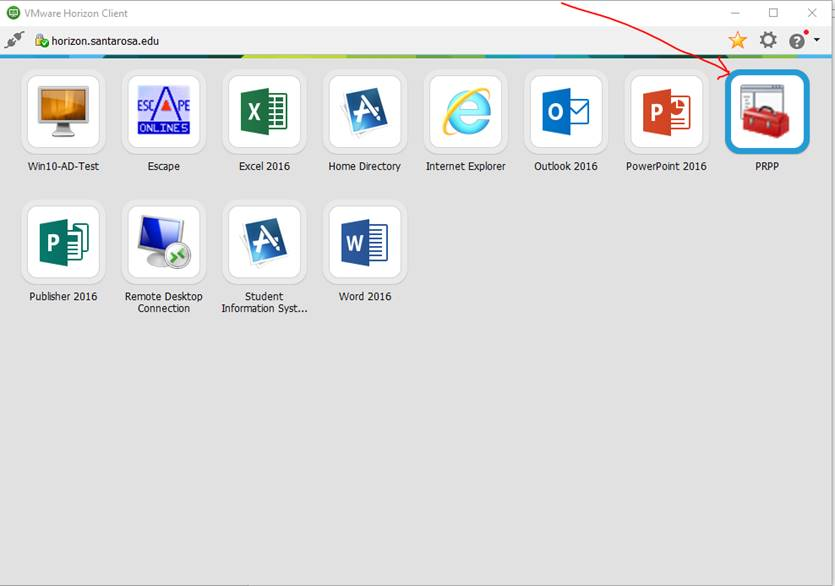 VMware Horizon Client
horizon.santarosa.edu
?
ESCAPE
ONLINE5
X
O
P
Win10-AD-Test
Escape
Excel 2016
Home Directory
Internet Explorer
Outlook 2016
PowerPoint 2016
PRPP
P
W
Publisher 2016
Remote Desktop
Connection
Student
Information Syst...
Word 2016